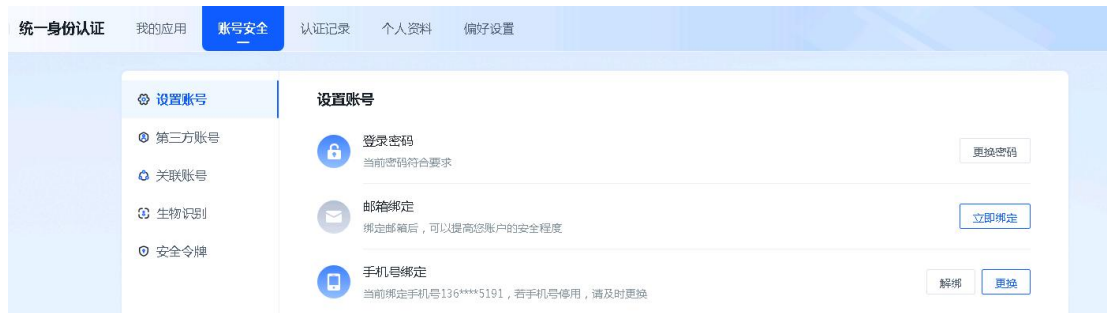 统一身份认证 我的应用 账号安全 认证记录 个人资料 偏好设置
设置账号
第三方账号
关联账号
生物识别
安全令牌
设置账号
登录密码
当前密码符合要求
更换密码
邮箱绑定
绑定邮箱后，可以提高您账户的安全程度
立即绑定
手机号绑定
当前绑定手机号136****5191，若手机号停用，请及时更换
解绑 更换